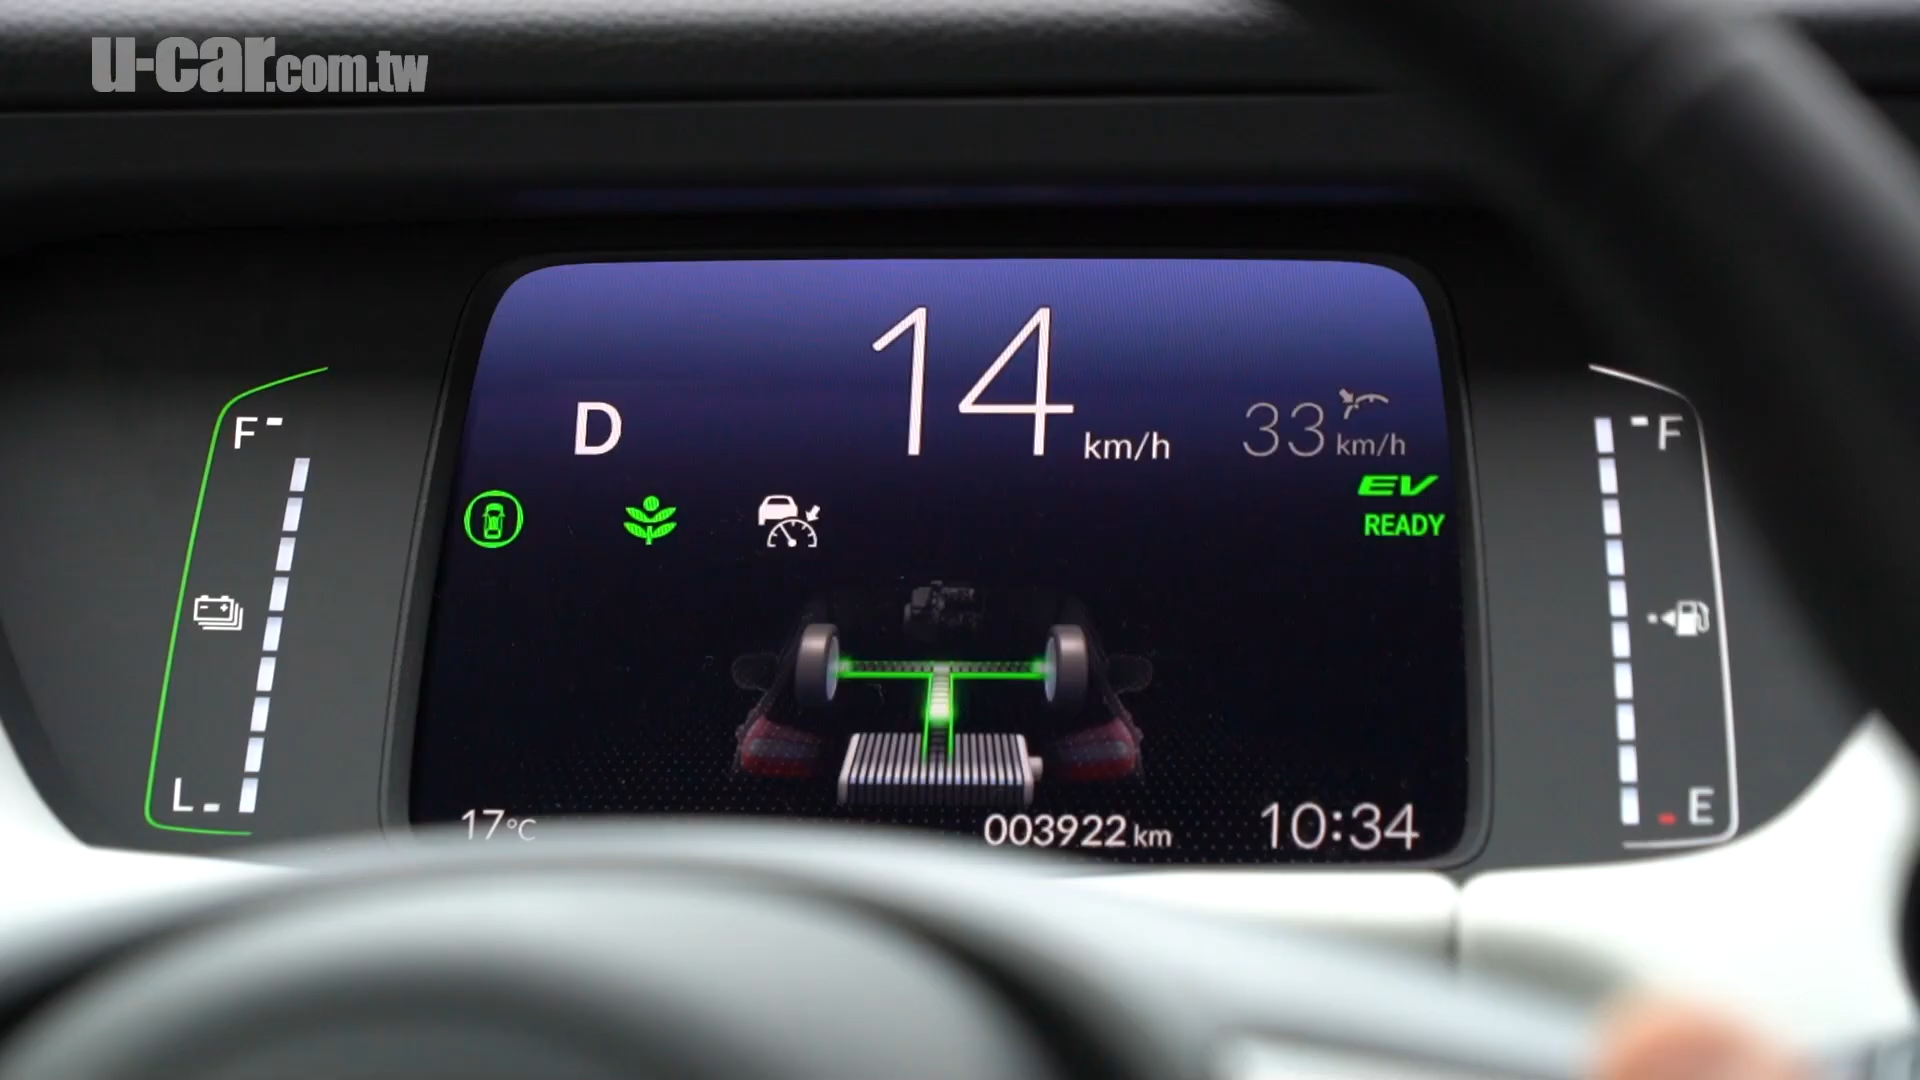 u-car.com.tw
14 km/h
D
33 km/h
EV
READY
F
L
F
E
17°C
003922 km
10:34